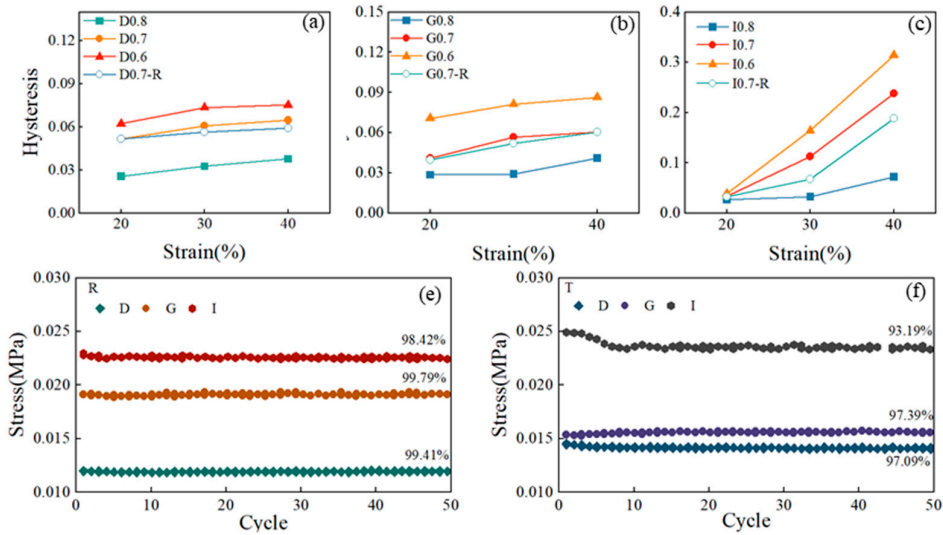 (a)
D0.8
D0.7
D0.6
D0.7-R
0.12
0.09
0.06
0.03
0.00
20
30
40
Hysteresis
Strain(%)
(b)
G0.8
G0.7
G0.6
G0.7-R
0.15
0.12
0.09
0.06
0.03
0.00
20
30
40
Strain(%)
(c)
I0.8
I0.7
I0.6
I0.7-R
0.4
0.3
0.2
0.1
0.0
20
30
40
Strain(%)
(e)
R
D G I
0.030
0.025
0.020
0.015
0.010
98.42%
99.79%
99.41%
0 10 20 30 40 50
Stress(MPa)
Cycle
(f)
T
D G I
0.030
0.025
0.020
0.015
0.010
93.19%
97.39%
97.09%
0 10 20 30 40 50
Stress(MPa)
Cycle